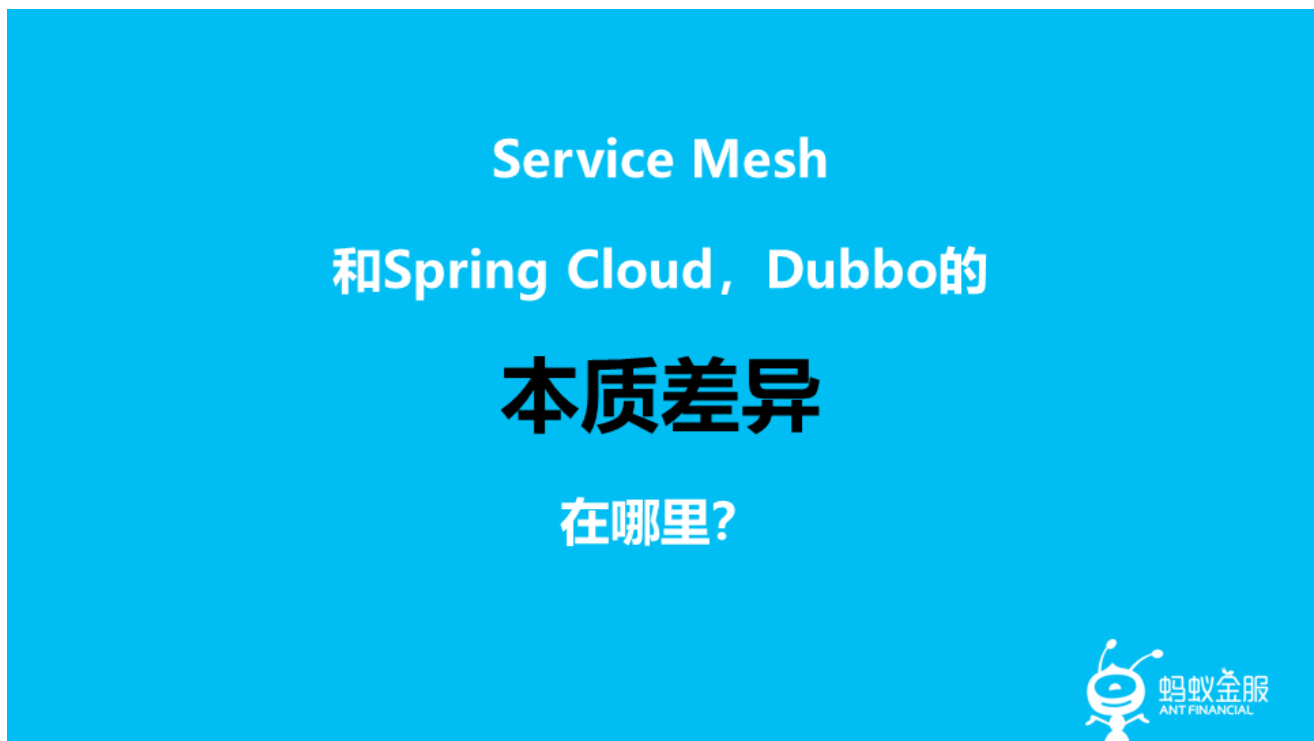 Service Mesh
和Spring Cloud，Dubbo的
本质差异
在哪里？
蚂蚁金服
ANT FINANCIAL